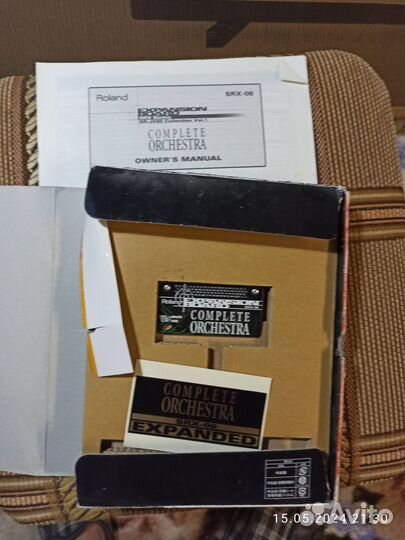 Roland
SRX-06
EXPANSION
BOARD
COMPLETE
ORCHESTRA
OWNER'S MANUAL
Roland
EXPANSION
BOARD
COMPLETE
ORCHESTRA
COMPLETE
ORCHESTRA
SRX-06
EXPANDED
Avito
15.05.2024 21:30